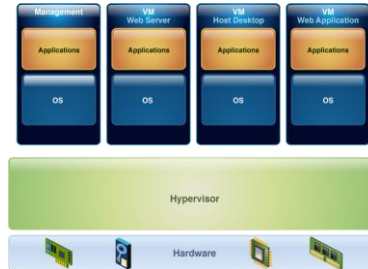 Management
VM
Web Server
VM
Host Desktop
VM
Web Application
Applications
Applications
Applications
Applications
OS
OS
OS
OS
Hypervisor
Hardware